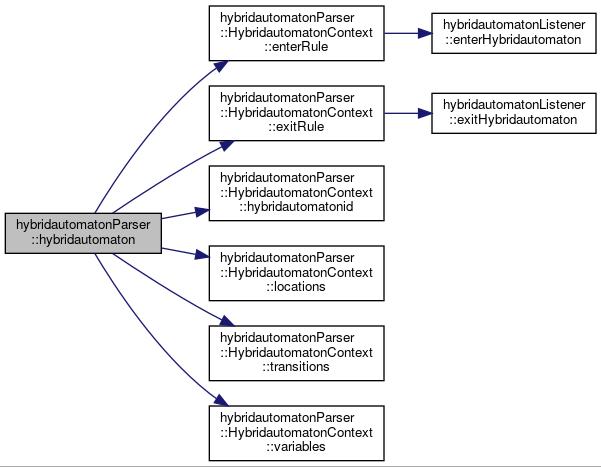 hybridautomatonParser
::HybridautomatonContext
::enterRule
hybridautomatonListener
::enterHybridautomaton
hybridautomatonParser
::HybridautomatonContext
::exitRule
hybridautomatonListener
::exitHybridautomaton
hybridautomatonParser
::HybridautomatonContext
::hybridautomatonid
hybridautomatonParser
::hybridautomaton
hybridautomatonParser
::HybridautomatonContext
::locations
hybridautomatonParser
::HybridautomatonContext
::transitions
hybridautomatonParser
::HybridautomatonContext
::variables